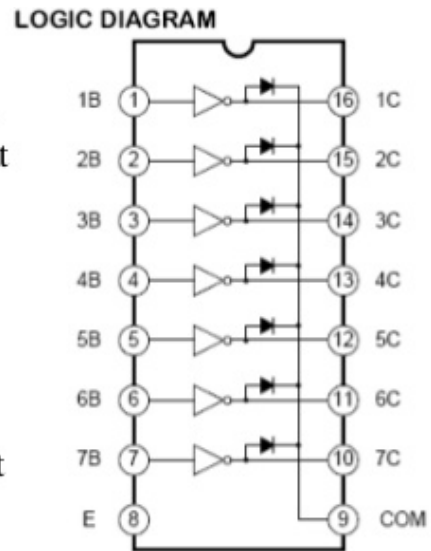 LOGIC DIAGRAM
1B 1 16 1C
t
2B 2 15 2C
3B 3 14 3C
4B 4 13 4C
5B 5 12 5C
6B 6 11 6C
7B 7 10 7C
t
E 8 9 COM